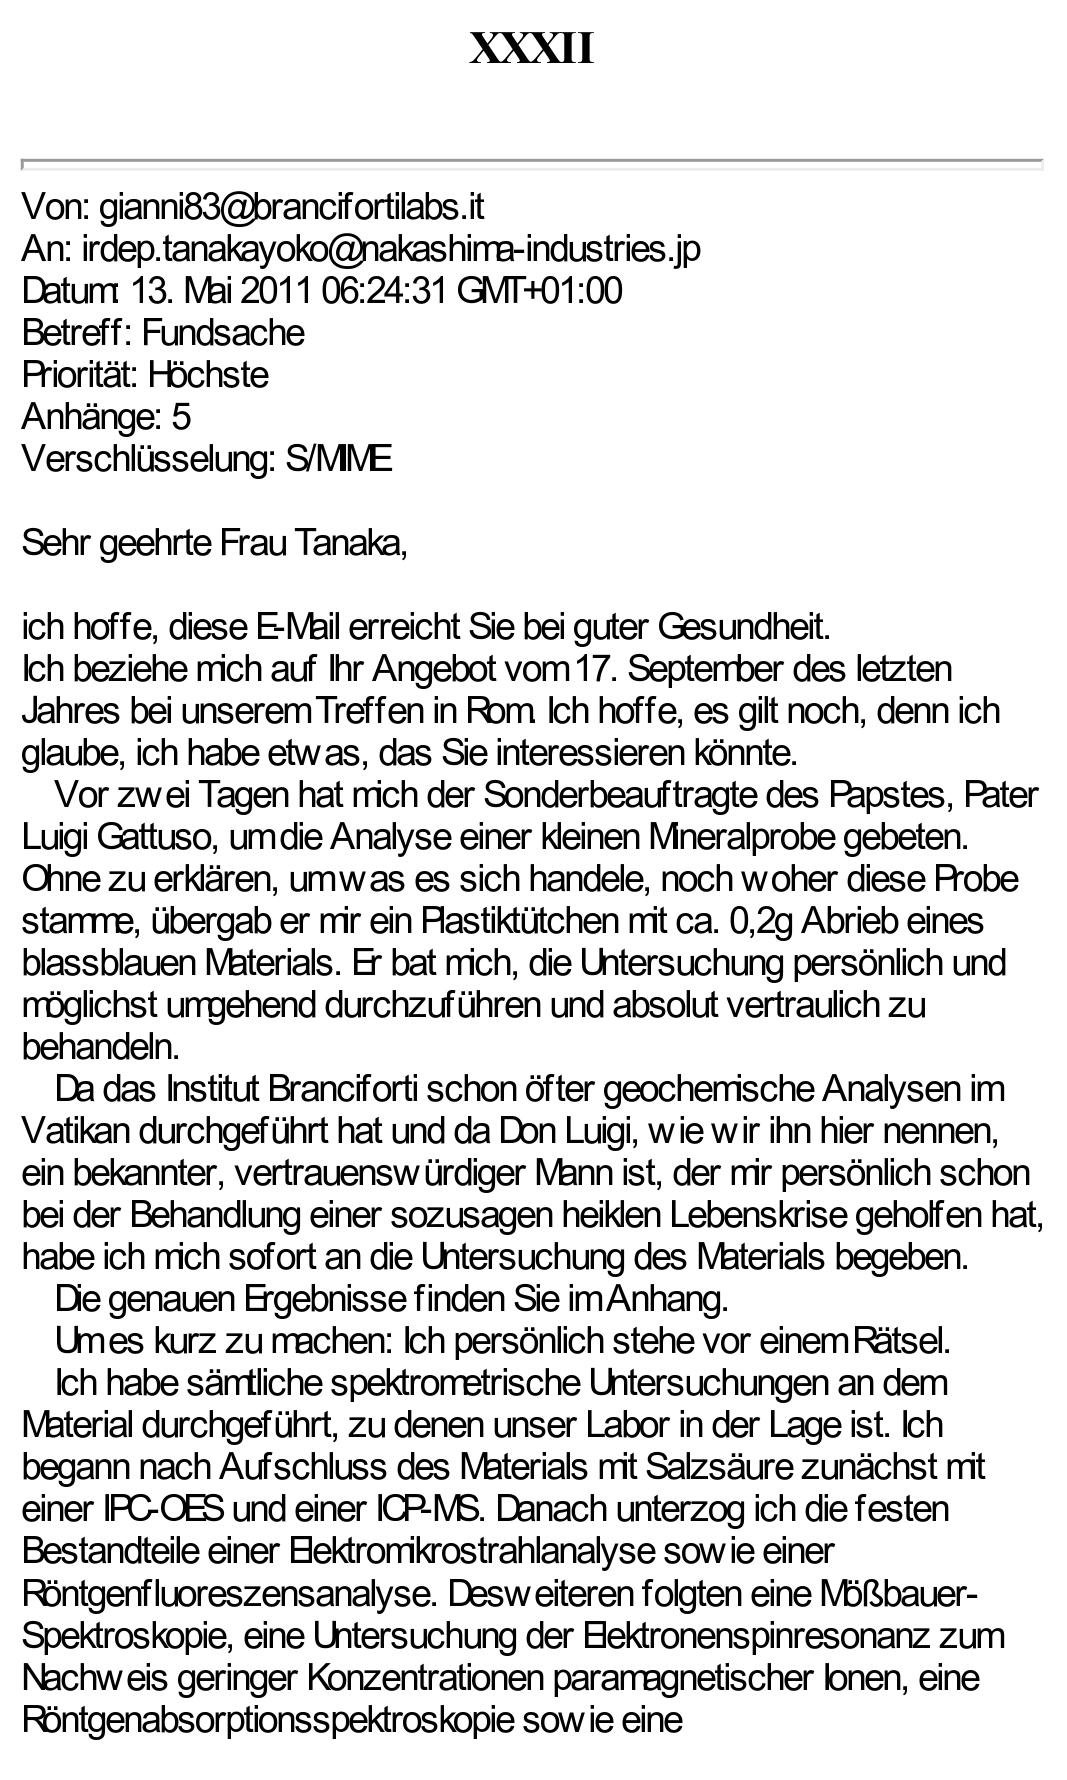 XXXII
Von: gianni83@brancifortilabs.it
An: irdep.tanakayoko@nakashima-industries.jp
Datum: 13. Mai 2011 06:24:31 GMT+01:00
Betreff: Fundsache
Priorität: Höchste
Anhänge: 5
Verschlüsselung: S/MIME
Sehr geehrte Frau Tanaka,
ich hoffe, diese E-Mail erreicht Sie bei guter Gesundheit.
Ich beziehe mich auf Ihr Angebot vom 17. September des letzten
Jahres bei unserem Treffen in Rom. Ich hoffe, es gilt noch, denn ich
glaube, ich habe etwas, das Sie interessieren könnte.
Vor zwei Tagen hat mich der Sonderbeauftragte des Papstes, Pater
Luigi Gattuso, um die Analyse einer kleinen Mineralprobe gebeten.
Ohne zu erklären, um was es sich handele, noch woher diese Probe
stamme, übergab er mir ein Plastiktütchen mit ca. 0,2g Abrieb eines
blassblauen Materials. Er bat mich, die Untersuchung persönlich und
möglichst umgehend durchzuführen und absolut vertraulich zu
behandeln.
Da das Institut Branciforti schon öfter geochemische Analysen im
Vatikan durchgeführt hat und da Don Luigi, wie wir ihn hier nennen,
ein bekannter, vertrauenswürdiger Mann ist, der mir persönlich schon
bei der Behandlung einer sozusagen heiklen Lebenskrise geholfen hat,
habe ich mich sofort an die Untersuchung des Materials begeben.
Die genauen Ergebnisse finden Sie im Anhang.
Um es kurz zu machen: Ich persönlich stehe vor einem Rätsel.
Ich habe sämtliche spektrometrische Untersuchungen an dem
Material durchgeführt, zu denen unser Labor in der Lage ist. Ich
begann nach Aufschluss des Materials mit Salzsäure zunächst mit
einer IPC-OES und einer ICP-MS. Danach unterzog ich die festen
Bestandteile einer Elektromikrostrahlanalyse sowie einer
Röntgenfluoreszensanalyse. Desweiteren folgten eine Mößbauer-
Spektroskopie, eine Untersuchung der Elektronenspinresonanz zum
Nachweis geringer Konzentrationen paramagnetischer Ionen, eine
Röntgenabsorptionsspektroskopie sowie eine